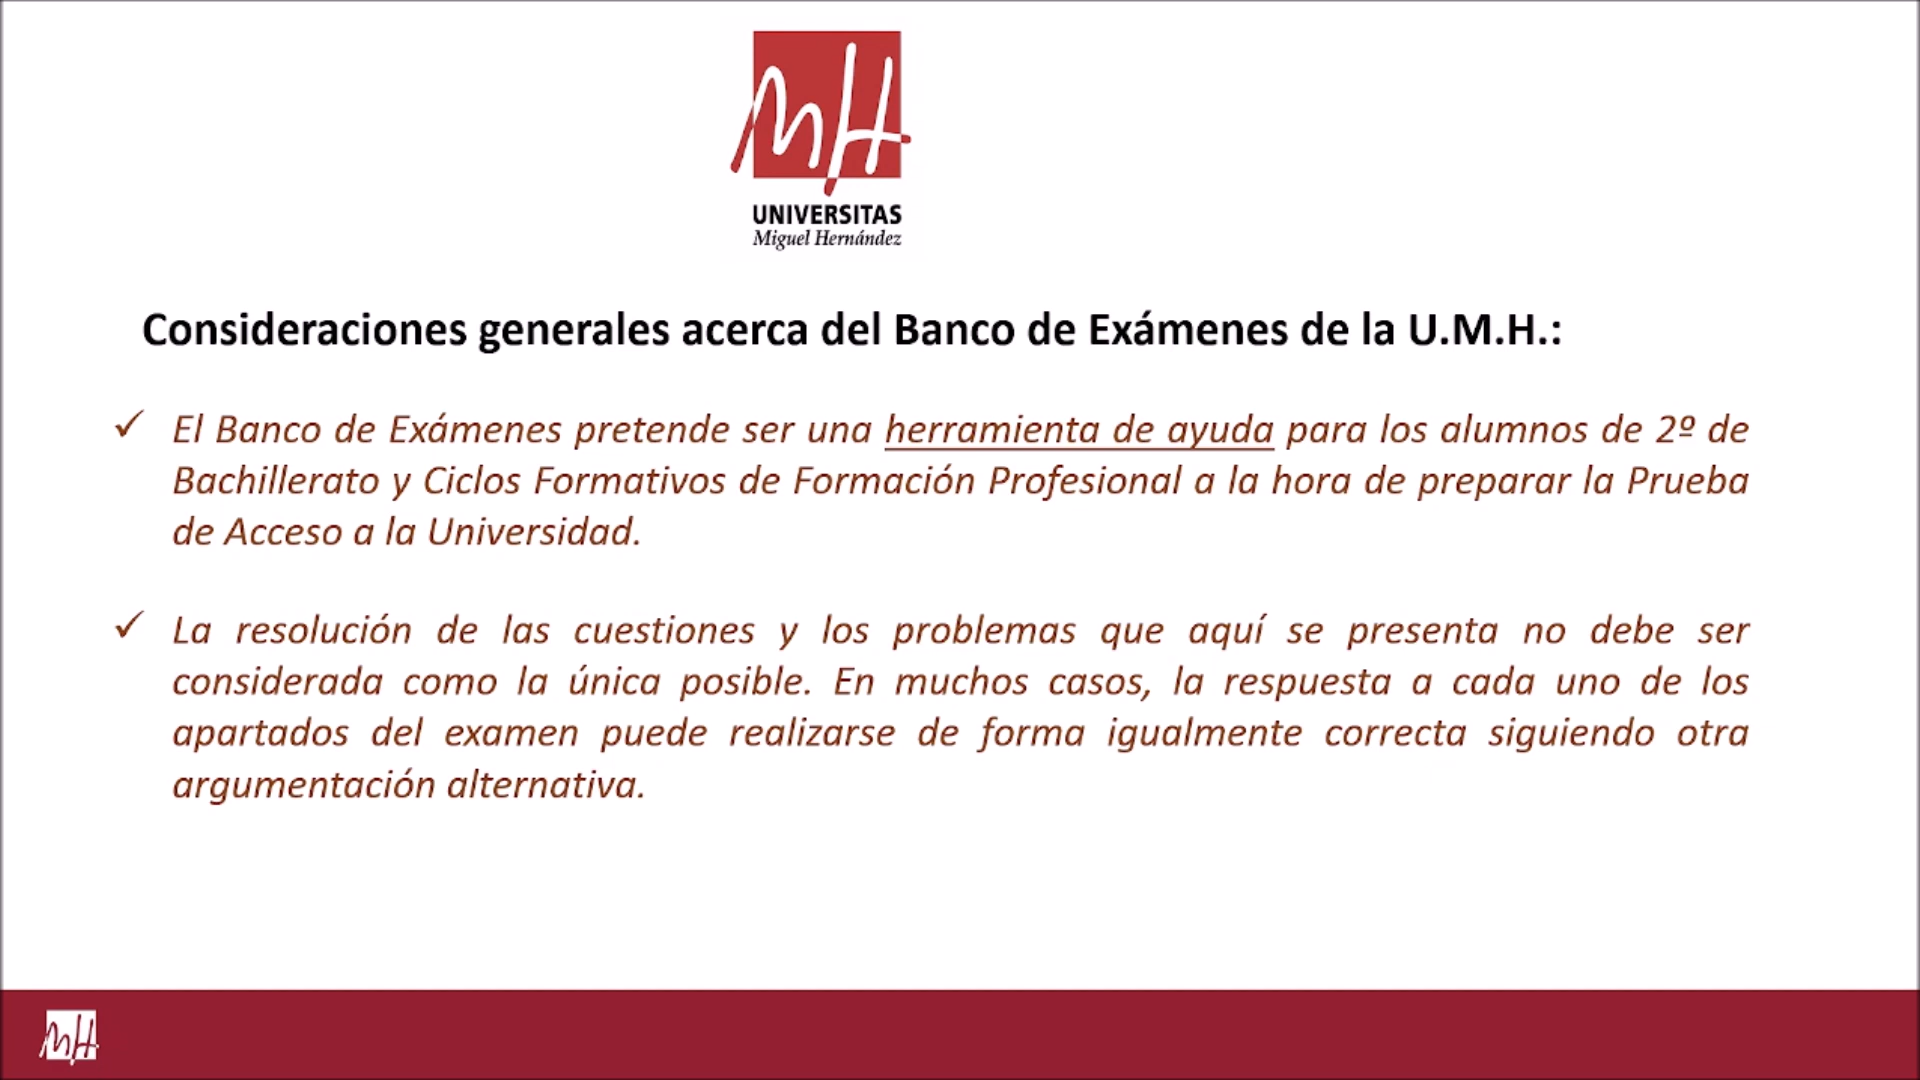 MH
UNIVERSITAS
Miguel Hernández
Consideraciones generales acerca del Banco de Exámenes de la U.M.H.:
✓ El Banco de Exámenes pretende ser una herramienta de ayuda para los alumnos de 2º de
Bachillerato y Ciclos Formativos de Formación Profesional a la hora de preparar la Prueba
de Acceso a la Universidad.
✓ La resolución de las cuestiones y los problemas que aquí se presenta no debe ser
considerada como la única posible. En muchos casos, la respuesta a cada uno de los
apartados del examen puede realizarse de forma igualmente correcta siguiendo otra
argumentación alternativa.
MH